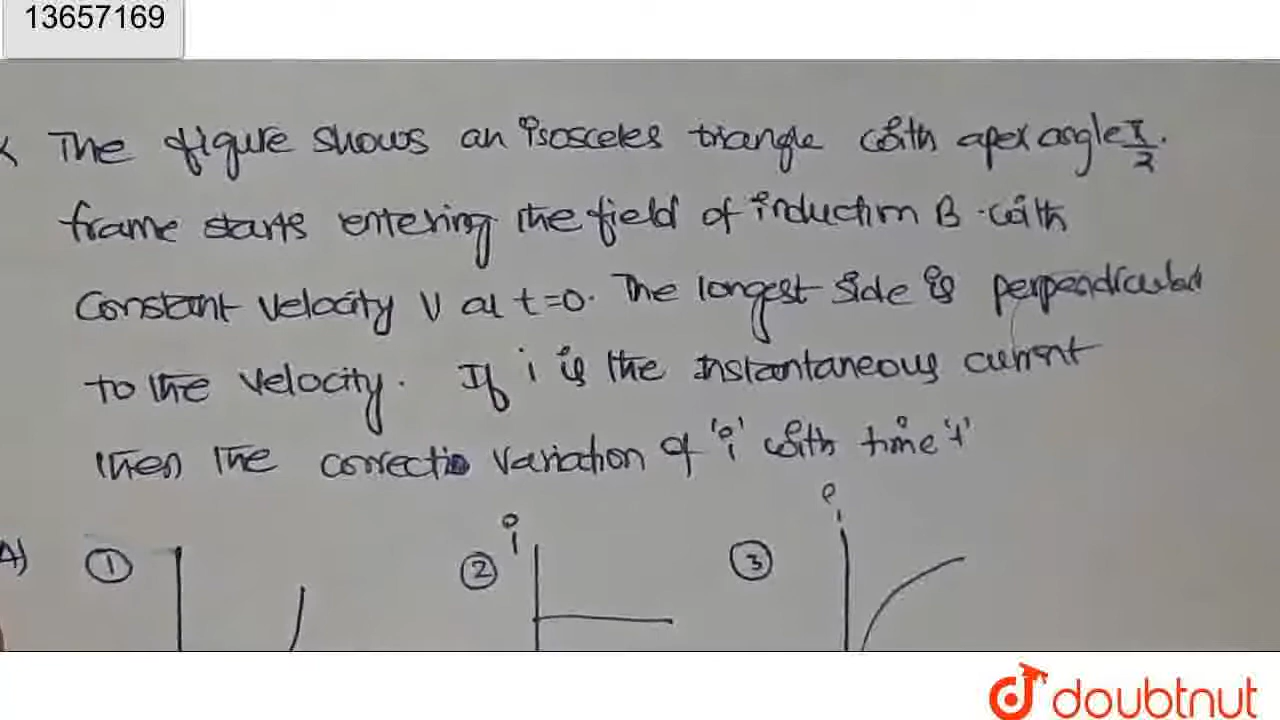 13657169
The figure shows an isosceles triangle with apex angle π/2.
frame starts entering the field of induction B with
constant velocity V at t=0. The longest side is perpendicular
to the velocity. If i is the instantaneous current
then the correct variation of 'i' with time 't'
A) ① ② i ③ i
doubtnut